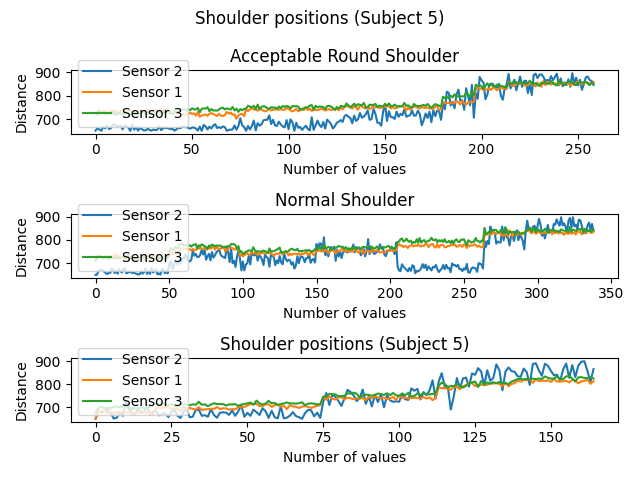 Shoulder positions (Subject 5)
Acceptable Round Shoulder
Distance
900
800
700
Sensor 2
Sensor 1
Sensor 3
0 50 100 150 200 250
Number of values
Normal Shoulder
Distance
900
800
700
Sensor 2
Sensor 1
Sensor 3
0 50 100 150 200 250 300 350
Number of values
Shoulder positions (Subject 5)
Distance
900
800
700
Sensor 2
Sensor 1
Sensor 3
0 25 50 75 100 125 150
Number of values